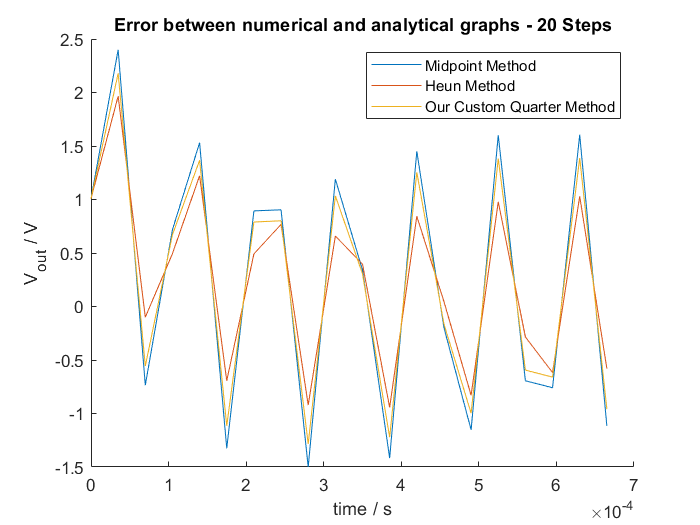 Error between numerical and analytical graphs - 20 Steps
Midpoint Method
Heun Method
Our Custom Quarter Method
V_out / V
2.5
2
1.5
1
0.5
0
-0.5
-1
-1.5
0 1 2 3 4 5 6 7
time / s
×10^-4